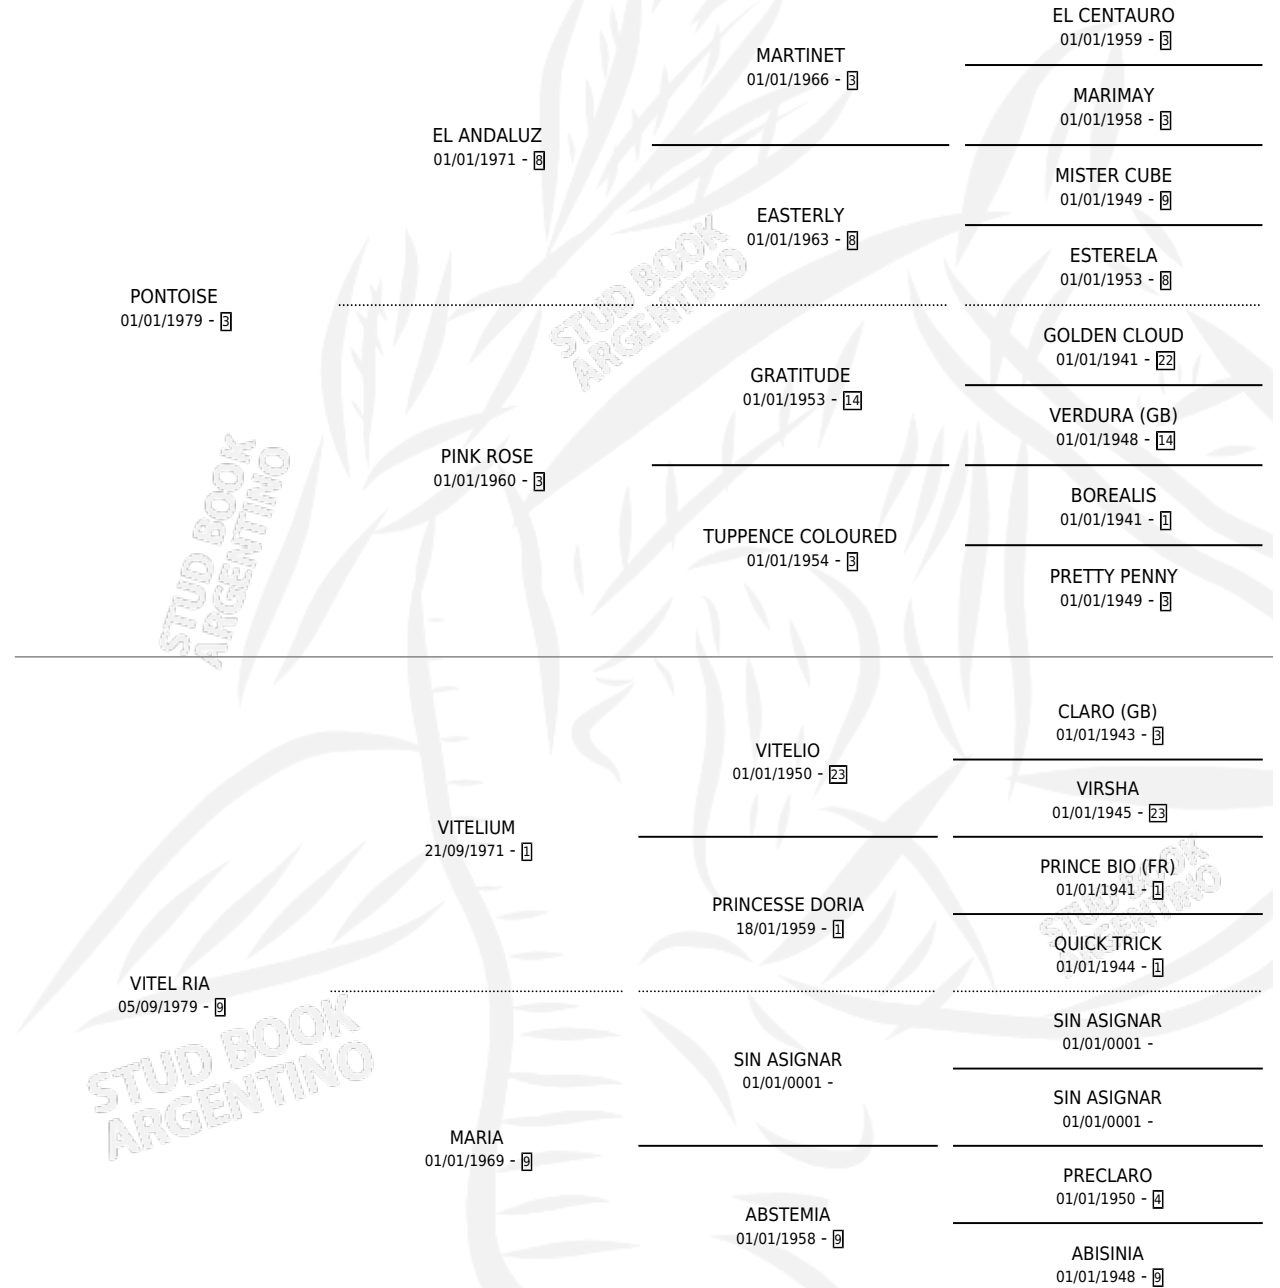 EL CENTAURO
01/01/1959 - 3
MARTINET
01/01/1966 - 3
MARIMAY
01/01/1958 - 3
EL ANDALUZ
01/01/1971 - 8
MISTER CUBE
01/01/1949 - 9
EASTERLY
01/01/1963 - 8
ESTERELA
01/01/1953 - 8
PONTOISE
01/01/1979 - 3
GOLDEN CLOUD
01/01/1941 - 22
GRATITUDE
01/01/1953 - 14
VERDURA (GB)
01/01/1948 - 14
PINK ROSE
01/01/1960 - 3
BOREALIS
01/01/1941 - 1
TUPPENCE COLOURED
01/01/1954 - 3
PRETTY PENNY
01/01/1949 - 3
CLARO (GB)
01/01/1943 - 3
VITELIO
01/01/1950 - 23
VIRSHA
01/01/1945 - 23
VITELIUM
21/09/1971 - 1
PRINCE BIO (FR)
01/01/1941 - 1
PRINCESSE DORIA
18/01/1959 - 1
QUICK TRICK
01/01/1944 - 1
VITEL RIA
05/09/1979 - 9
SIN ASIGNAR
01/01/0001 -
SIN ASIGNAR
01/01/0001 -
SIN ASIGNAR
01/01/0001 -
MARIA
01/01/1969 - 9
PRECLARO
01/01/1950 - 4
ABSTEMIA
01/01/1958 - 9
ABISINIA
01/01/1948 - 9
STUD BOOK
ARGENTINO
STUD BOOK
ARGENTINO
STUD BOOK
ARGENTINO
STUD BOOK
ARGENTINO